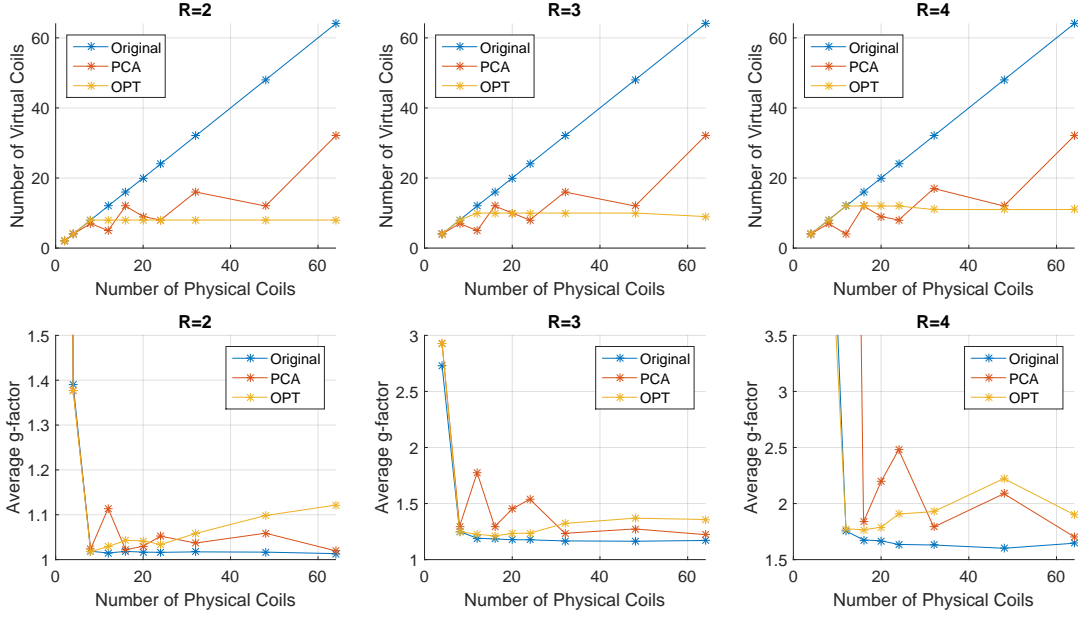 R=2
Number of Virtual Coils
60
40
20
0
Original
PCA
OPT
0 20 40 60
Number of Physical Coils
R=3
Number of Virtual Coils
60
40
20
0
Original
PCA
OPT
0 20 40 60
Number of Physical Coils
R=4
Number of Virtual Coils
60
40
20
0
Original
PCA
OPT
0 20 40 60
Number of Physical Coils
R=2
Average g-factor
1.5
1.4
1.3
1.2
1.1
1
Original
PCA
OPT
0 20 40 60
Number of Physical Coils
R=3
Average g-factor
3
2.5
2
1.5
1
Original
PCA
OPT
0 20 40 60
Number of Physical Coils
R=4
Average g-factor
3.5
3
2.5
2
1.5
Original
PCA
OPT
0 20 40 60
Number of Physical Coils